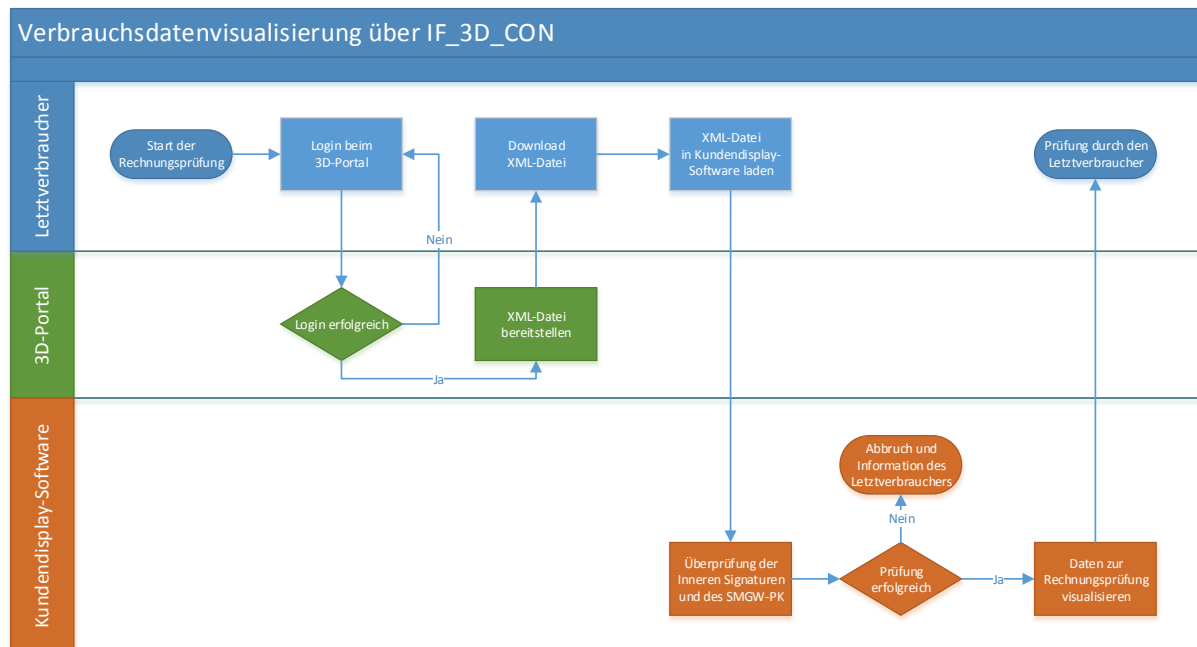 Verbrauchsdatenvisualisierung über IF_3D_CON
Letztverbraucher
Start der
Rechnungsprüfung
Login beim
3D-Portal
Download
XML-Datei
XML-Datei
in Kundendisplay-
Software laden
Prüfung durch den
Letztverbraucher
Nein
3D-Portal
Login erfolgreich
XML-Datei
bereitstellen
Ja
Kundendisplay-Software
Abbruch und
Information des
Letztverbrauchers
Nein
Überprüfung der
Inneren Signaturen
und des SMGW-PK
Prüfung
erfolgreich
Ja
Daten zur
Rechnungsprüfung
visualisieren